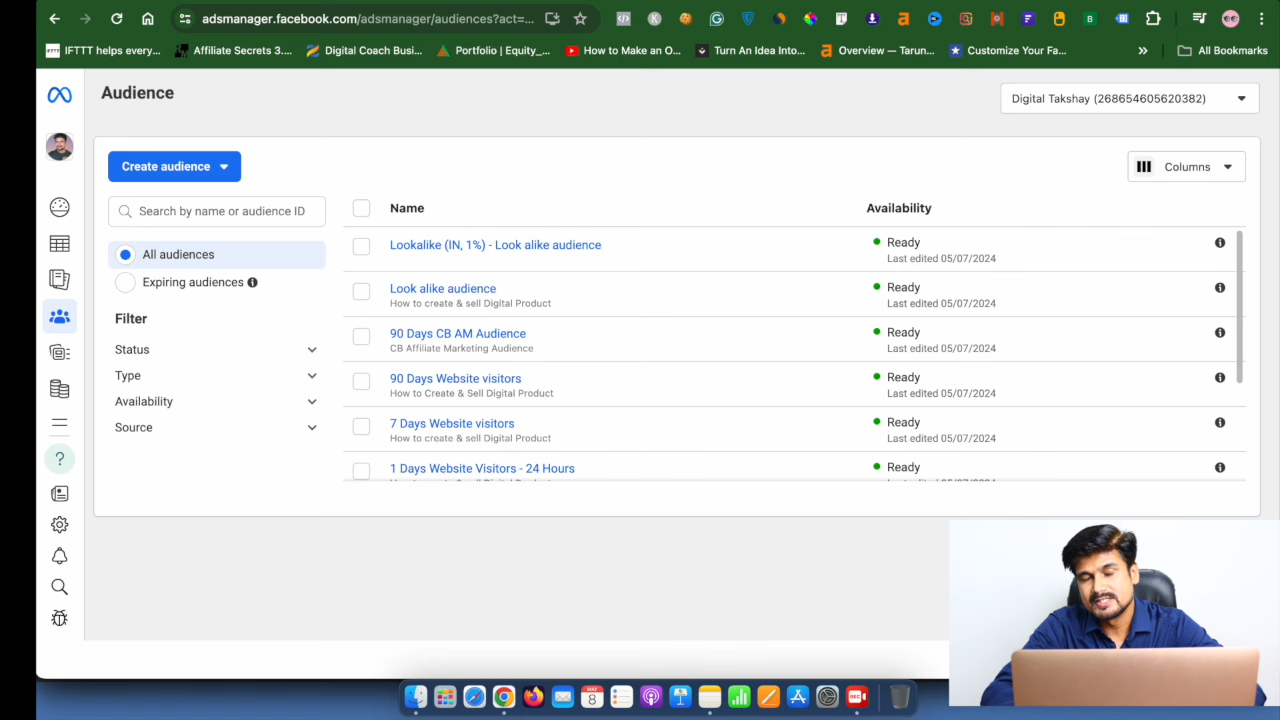 adsmanager.facebook.com/adsmanager/audiences?act=...
IFTTT helps every...
Affiliate Secrets 3....
Digital Coach Busi...
Portfolio | Equity_...
How to Make an O...
Turn An Idea Into...
Overview — Tarun...
Customize Your Fa...
»
All Bookmarks
Audience
Digital Takshay (268654605620382)
Create audience
Columns
Search by name or audience ID
Name
Availability
All audiences
Expiring audiences
Filter
Status
Type
Availability
Source
Lookalike (IN, 1%) - Look alike audience
Ready
Last edited 05/07/2024
Look alike audience
How to create & sell Digital Product
Ready
Last edited 05/07/2024
90 Days CB AM Audience
CB Affiliate Marketing Audience
Ready
Last edited 05/07/2024
90 Days Website visitors
How to Create & Sell Digital Product
Ready
Last edited 05/07/2024
7 Days Website visitors
How to create & sell Digital Product
Ready
Last edited 05/07/2024
1 Days Website Visitors - 24 Hours
Ready
MAY
8
REC